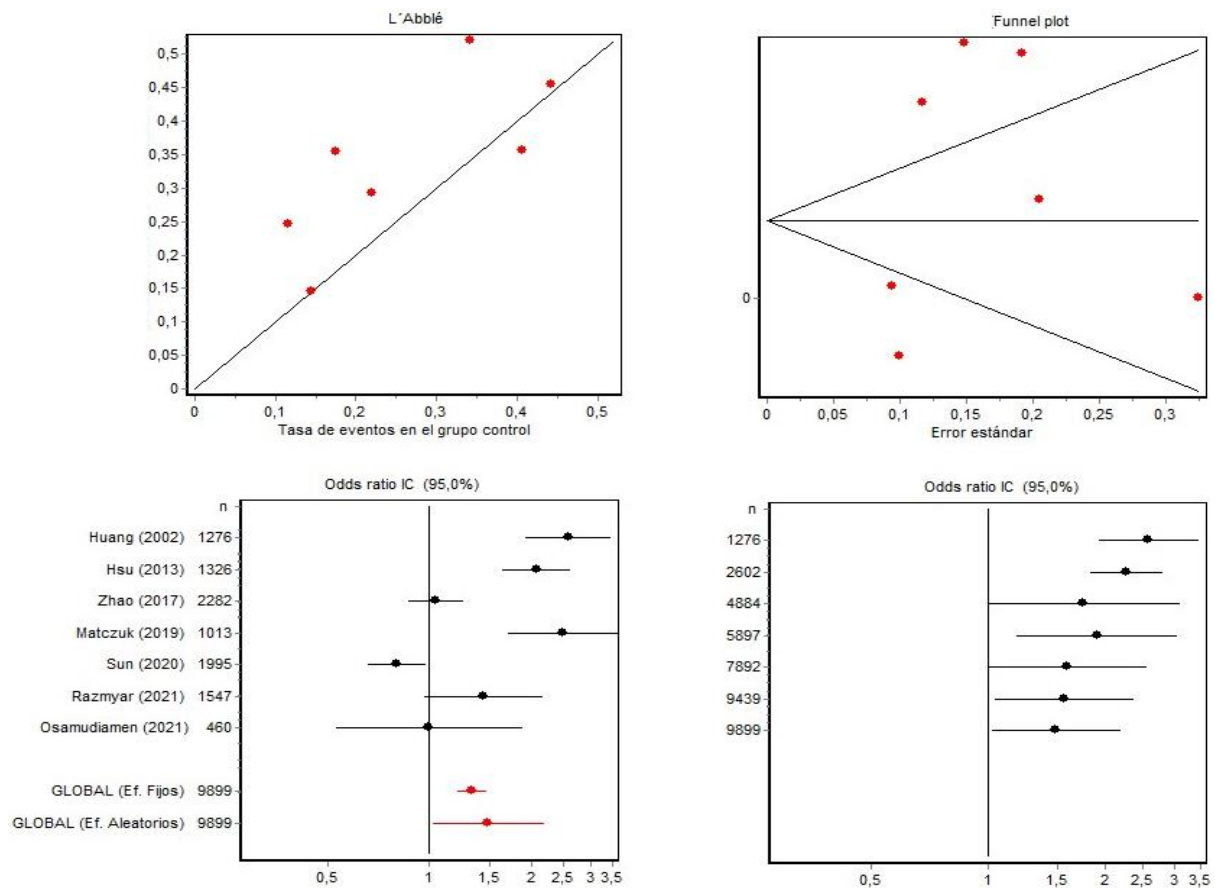 L´Abblé
0,5
0,45
0,4
0,35
0,3
0,25
0,2
0,15
0,1
0,05
0
0 0,1 0,2 0,3 0,4 0,5
Tasa de eventos en el grupo control
Funnel plot
0
0 0,05 0,1 0,15 0,2 0,25 0,3
Error estándar
Odds ratio IC (95,0%)
n
Huang (2002) 1276
Hsu (2013) 1326
Zhao (2017) 2282
Matczuk (2019) 1013
Sun (2020) 1995
Razmyar (2021) 1547
Osamudiamen (2021) 460
GLOBAL (Ef. Fijos) 9899
GLOBAL (Ef. Aleatorios) 9899
0,5 1 1,5 2 2,5 3 3,5
Odds ratio IC (95,0%)
n
1276
2602
4884
5897
7892
9439
9899
0,5 1 1,5 2 2,5 3 3,5